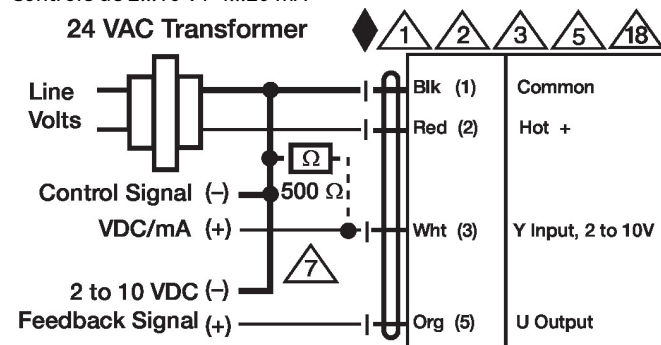 24 VAC Transformer
1 2 3 5 18
Line
Volts
Blk (1) Common
Red (2) Hot +
Ω
500 Ω
Control Signal (–)
VDC/mA (+)
Wht (3) Y Input, 2 to 10V
7
2 to 10 VDC (–)
Feedback Signal (+)
Org (5) U Output